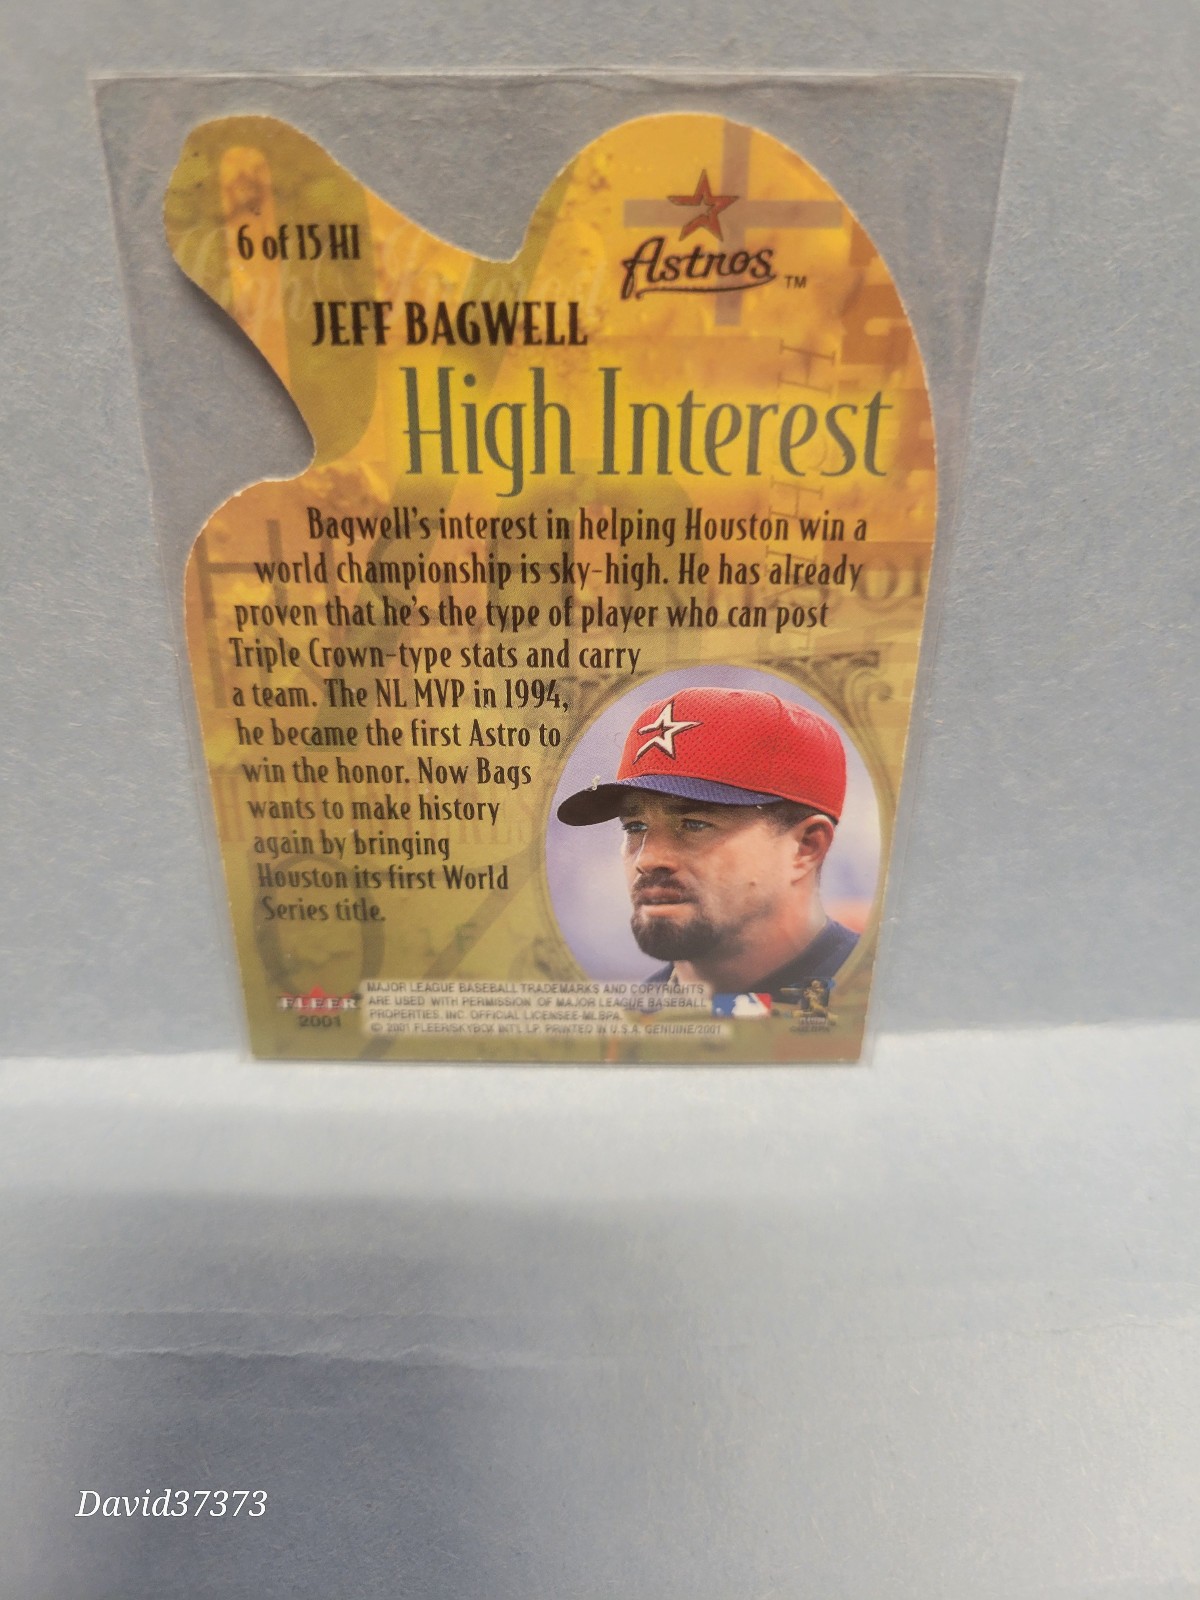 6 of 15 HI
Astros TM
JEFF BAGWELL
High Interest
Bagwell's interest in helping Houston win a
world championship is sky-high. He has already
proven that he's the type of player who can post
Triple Crown-type stats and carry
a team. The NL MVP in 1994,
he became the first Astro to
win the honor. Now Bags
wants to make history
again by bringing
Houston its first World
Series title.
FLEER
2001
MAJOR LEAGUE BASEBALL TRADEMARKS AND COPYRIGHTS
ARE USED WITH PERMISSION OF MAJOR LEAGUE BASEBALL
PROPERTIES, INC. OFFICIAL LICENSEE-MLBPA
© 2001 FLEER/SKYBOX INT'L LP. PRINTED IN U.S.A. GENUINE/2001
David37373